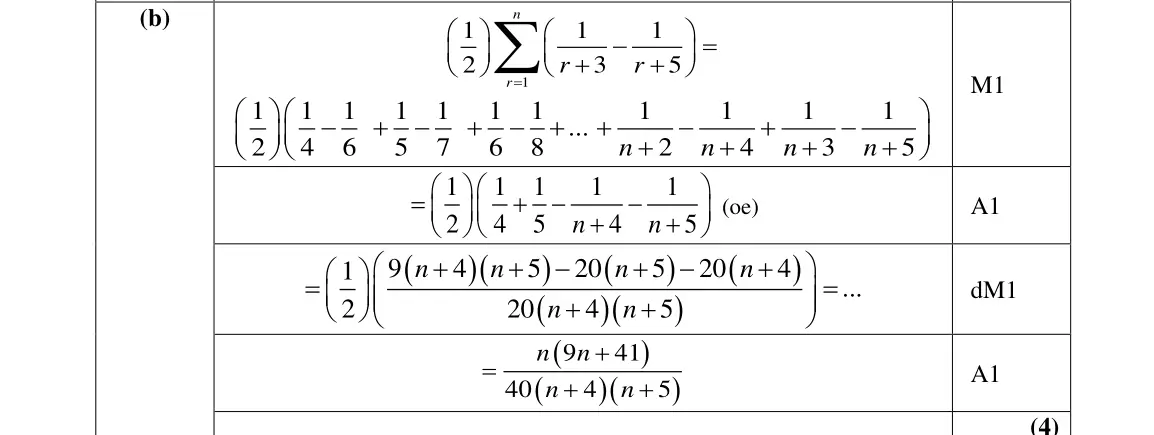 (b)
(1/2) ∑_{r=1}^{n} (1/(r+3) − 1/(r+5)) =
(1/2)(1/4 − 1/6 + 1/5 − 1/7 + 1/6 − 1/8 + ... + 1/(n+2) − 1/(n+4) + 1/(n+3) − 1/(n+5)) M1
= (1/2)(1/4 + 1/5 − 1/(n+4) − 1/(n+5)) (oe) A1
= (1/2)((9(n+4)(n+5) − 20(n+5) − 20(n+4))/(20(n+4)(n+5))) = ... dM1
= n(9n+41)/(40(n+4)(n+5)) A1
(4)